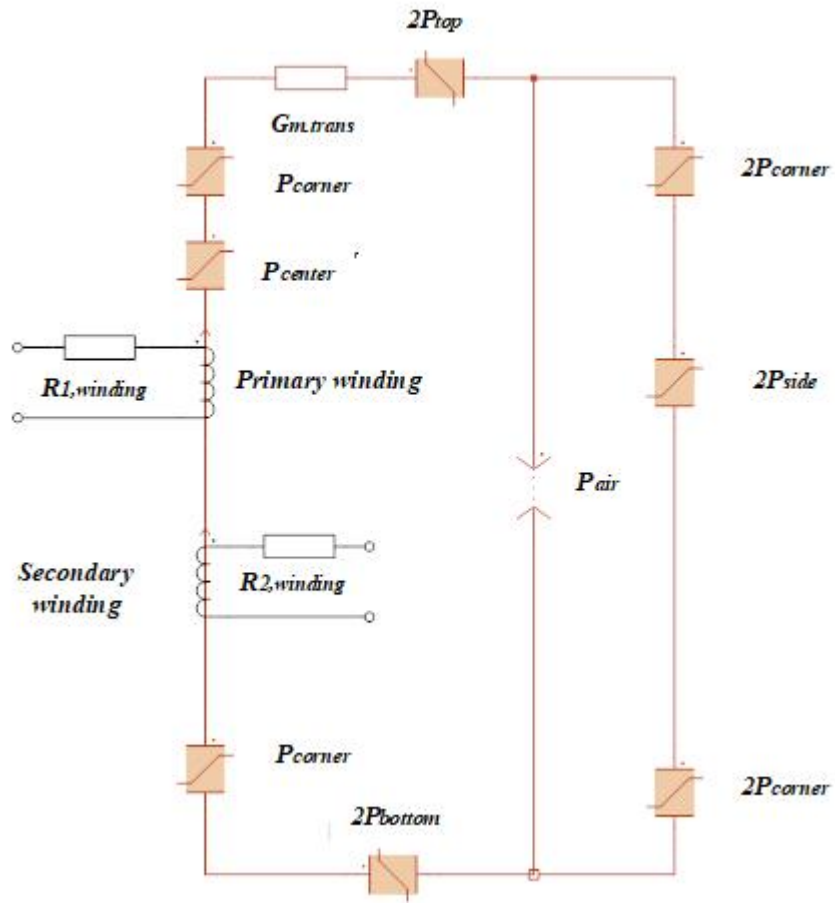 2Ptop
Gm,trans
Pcorner
2Pcorner
Pcenter
R1,winding
Primary winding
2Pside
Pair
Secondary
winding
R2,winding
Pcorner
2Pcorner
2Pbottom